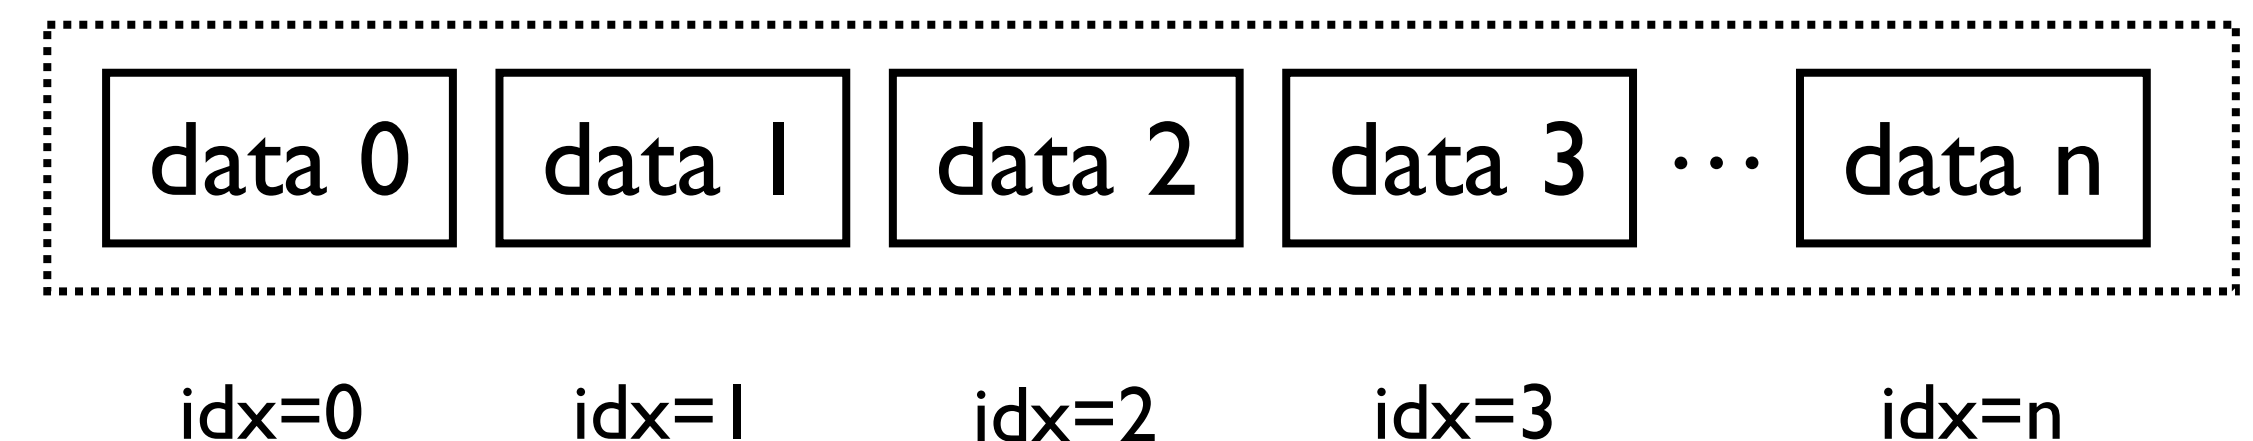 data 0 data 1 data 2 data 3 ... data n
idx=0 idx=1 idx=2 idx=3 idx=n